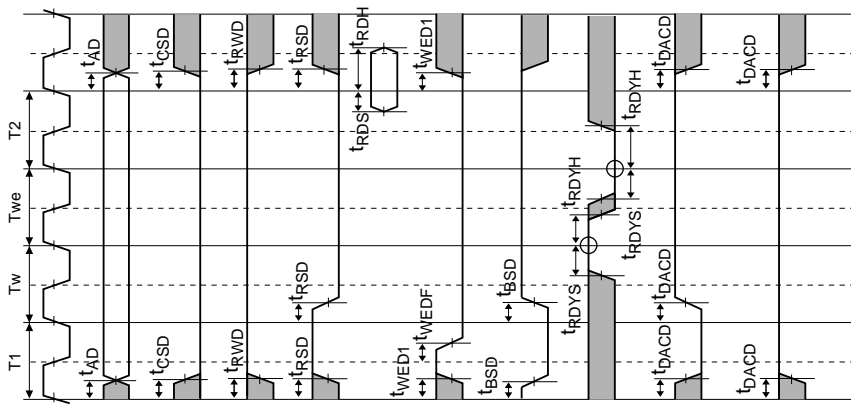 T1 Tw Twe T2
tAD tAD
tCSD tCSD
tRWD tRWD
tRSD tRSD tRSD
tRDS tRDH
tWED1 tWEDF tWED1
tBSD tBSD
tRDYS tRDYH
tRDYS tRDYH
tDACD tDACD tDACD
tDACD tDACD